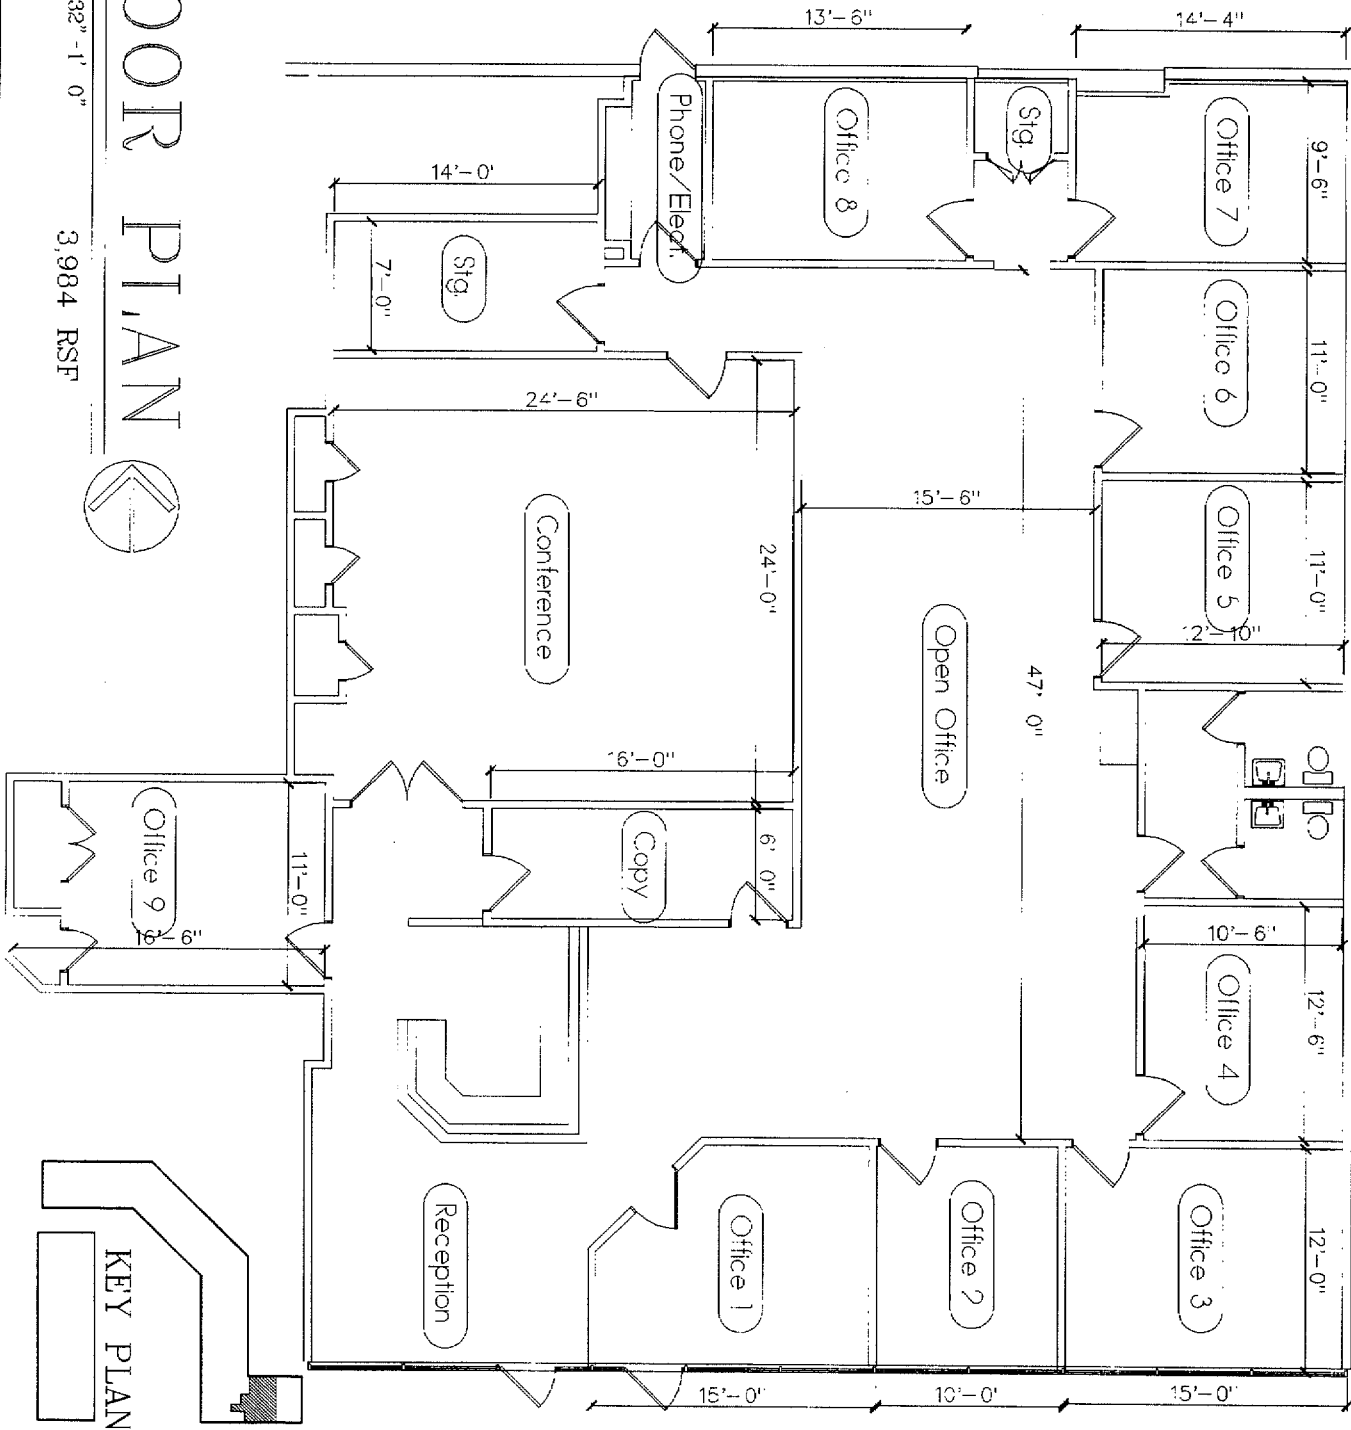 13'-6"
14'-4"
Phone/Elect.
Office 8
Stg.
Office 7
9'-6"
14'-0'
Stg.
7'-0"
Office 6
11'-0"
24'-6"
15'-6"
Conference
24'-0"
Office 5
11'-0"
12'-10"
Open Office
47' 0"
16'-0"
Copy
6' 0"
Office 9
11'-0"
16'-6"
10'-6"
Office 4
12'-6"
Reception
Office 1
Office 2
Office 3
12'-0"
15'-0'
10'-0'
15'-0'
OOR PLAN
32"-1' 0"
3,984 RSF
KEY PLAN